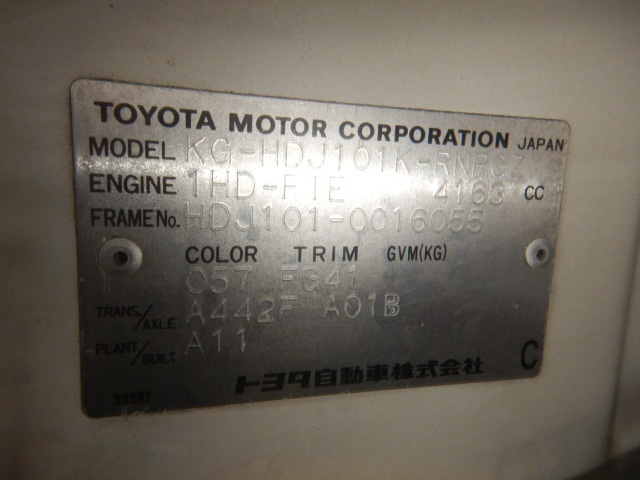 TOYOTA MOTOR CORPORATION JAPAN
MODEL KG-HDJ101K-RNRGZ
ENGINE 1HD-FTE 4163 CC
FRAME No. HDJ101-0016055
COLOR TRIM GVM(KG)
057 FG41
TRANS./AXLE A442F A01B
PLANT/BUILT A11
トヨタ自動車株式会社 C
30881